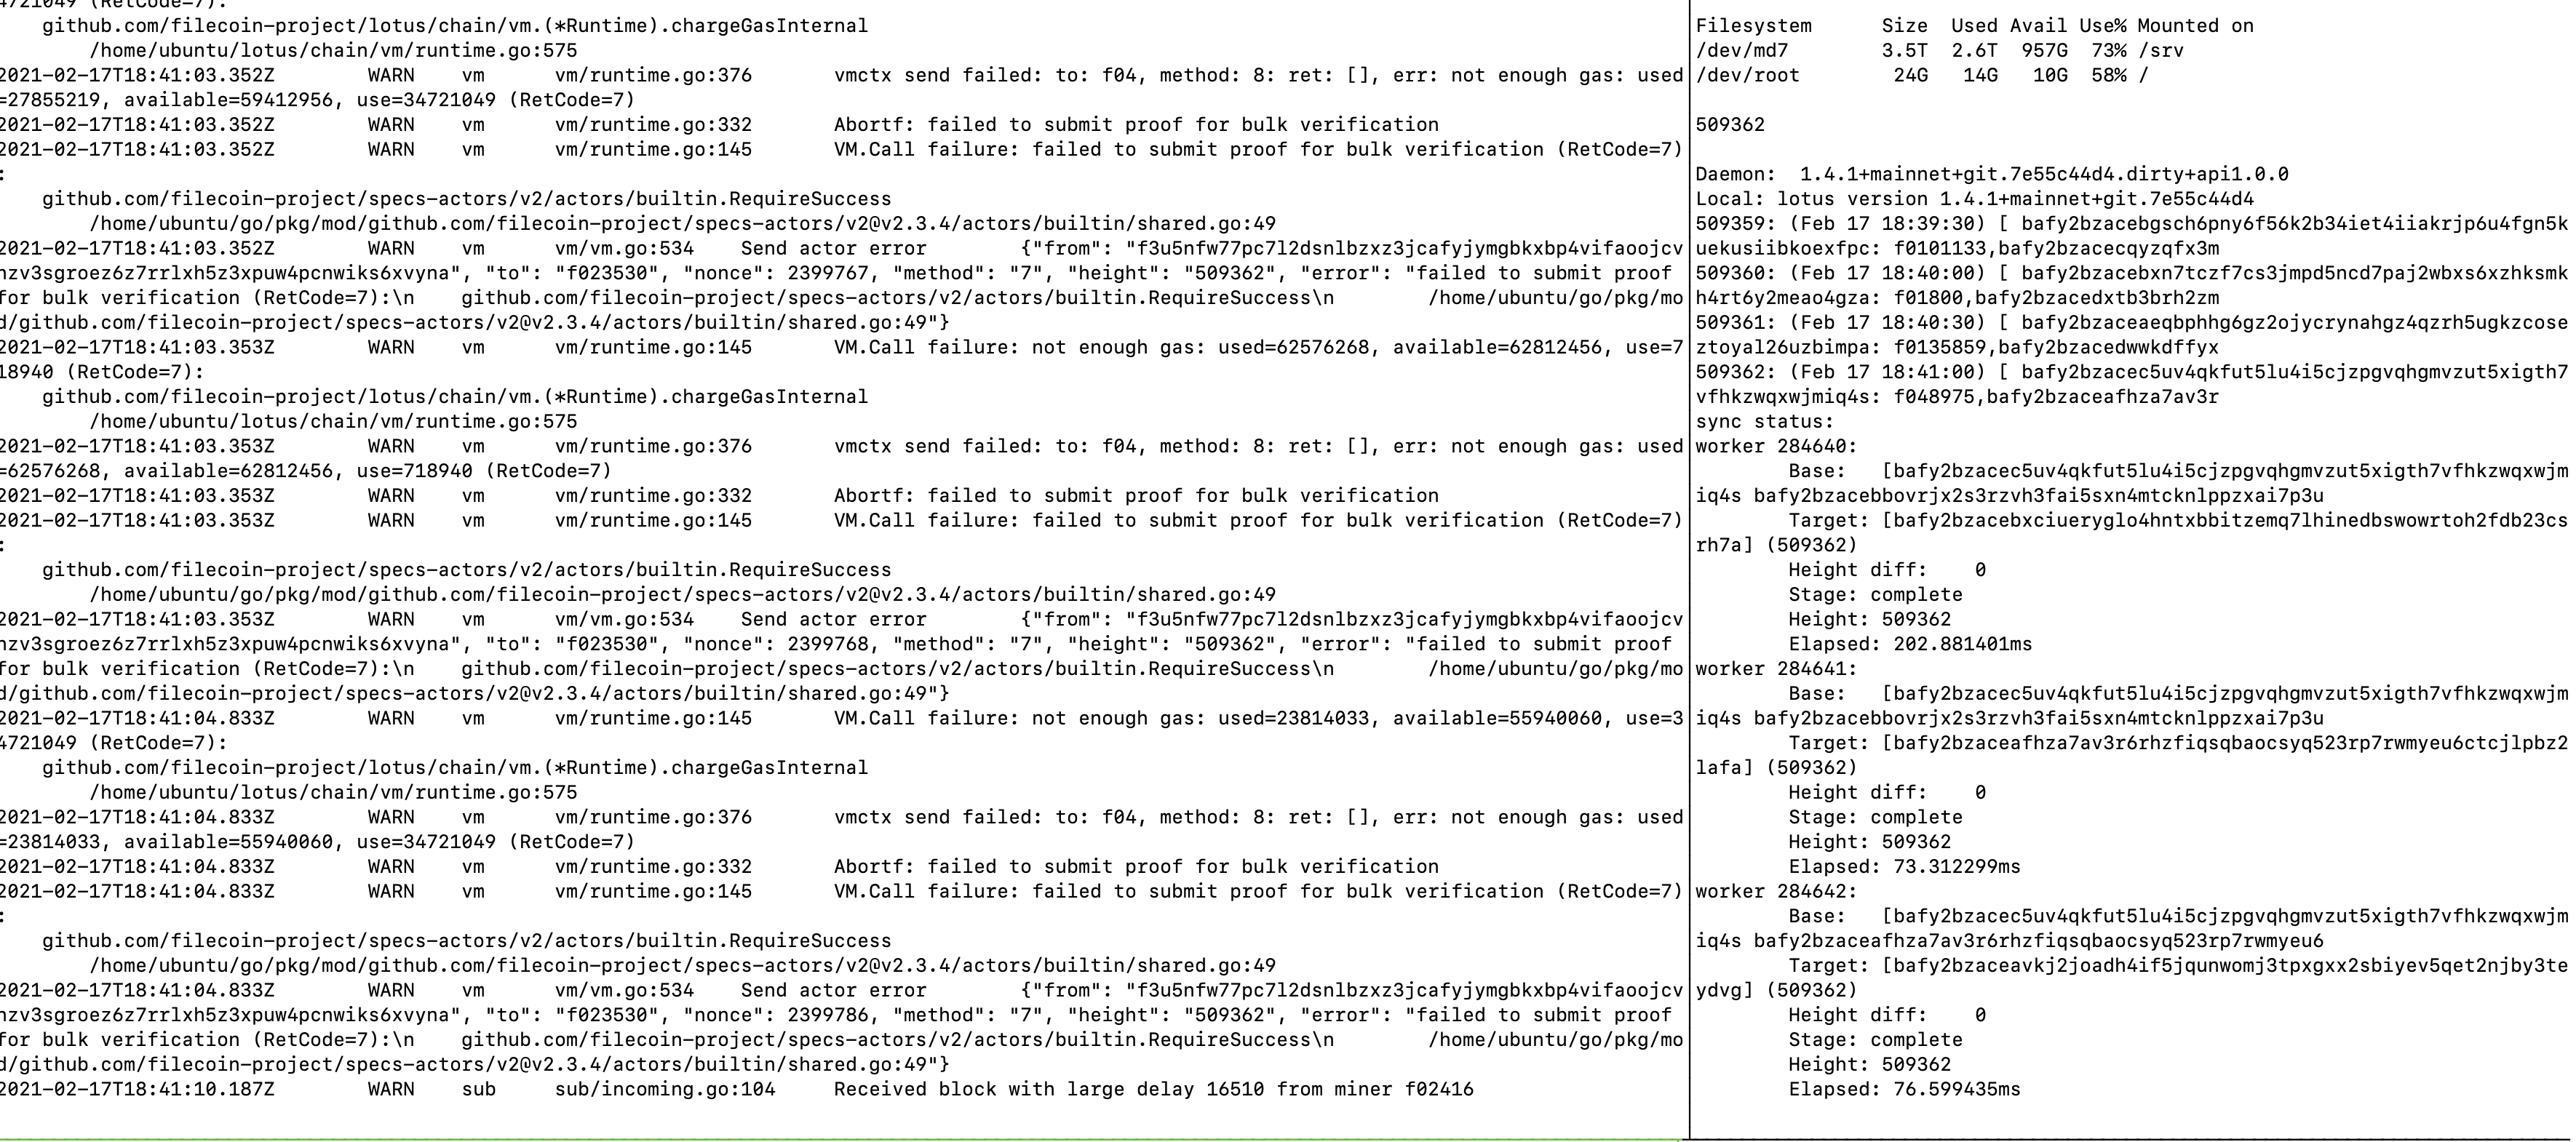 4721049 (RetCode=7):
github.com/filecoin-project/lotus/chain/vm.(*Runtime).chargeGasInternal
/home/ubuntu/lotus/chain/vm/runtime.go:575
2021-02-17T18:41:03.352Z WARN vm vm/runtime.go:376 vmctx send failed: to: f04, method: 8: ret: [], err: not enough gas: used
=27855219, available=59412956, use=34721049 (RetCode=7)
2021-02-17T18:41:03.352Z WARN vm vm/runtime.go:332 Abortf: failed to submit proof for bulk verification
2021-02-17T18:41:03.352Z WARN vm vm/runtime.go:145 VM.Call failure: failed to submit proof for bulk verification (RetCode=7)
:
github.com/filecoin-project/specs-actors/v2/actors/builtin.RequireSuccess
/home/ubuntu/go/pkg/mod/github.com/filecoin-project/specs-actors/v2@v2.3.4/actors/builtin/shared.go:49
2021-02-17T18:41:03.352Z WARN vm vm/vm.go:534 Send actor error {"from": "f3u5nfw77pc7l2dsnlbzxz3jcafyjymgbkxbp4vifaoojcv
nzv3sgroez6z7rrlxh5z3xpuw4pcnwiks6xvyna", "to": "f023530", "nonce": 2399767, "method": "7", "height": "509362", "error": "failed to submit proof
for bulk verification (RetCode=7):\n github.com/filecoin-project/specs-actors/v2/actors/builtin.RequireSuccess\n /home/ubuntu/go/pkg/mo
d/github.com/filecoin-project/specs-actors/v2@v2.3.4/actors/builtin/shared.go:49"}
2021-02-17T18:41:03.353Z WARN vm vm/runtime.go:145 VM.Call failure: not enough gas: used=62576268, available=62812456, use=7
18940 (RetCode=7):
github.com/filecoin-project/lotus/chain/vm.(*Runtime).chargeGasInternal
/home/ubuntu/lotus/chain/vm/runtime.go:575
2021-02-17T18:41:03.353Z WARN vm vm/runtime.go:376 vmctx send failed: to: f04, method: 8: ret: [], err: not enough gas: used
=62576268, available=62812456, use=718940 (RetCode=7)
2021-02-17T18:41:03.353Z WARN vm vm/runtime.go:332 Abortf: failed to submit proof for bulk verification
2021-02-17T18:41:03.353Z WARN vm vm/runtime.go:145 VM.Call failure: failed to submit proof for bulk verification (RetCode=7)
:
github.com/filecoin-project/specs-actors/v2/actors/builtin.RequireSuccess
/home/ubuntu/go/pkg/mod/github.com/filecoin-project/specs-actors/v2@v2.3.4/actors/builtin/shared.go:49
2021-02-17T18:41:03.353Z WARN vm vm/vm.go:534 Send actor error {"from": "f3u5nfw77pc7l2dsnlbzxz3jcafyjymgbkxbp4vifaoojcv
nzv3sgroez6z7rrlxh5z3xpuw4pcnwiks6xvyna", "to": "f023530", "nonce": 2399768, "method": "7", "height": "509362", "error": "failed to submit proof
for bulk verification (RetCode=7):\n github.com/filecoin-project/specs-actors/v2/actors/builtin.RequireSuccess\n /home/ubuntu/go/pkg/mo
d/github.com/filecoin-project/specs-actors/v2@v2.3.4/actors/builtin/shared.go:49"}
2021-02-17T18:41:04.833Z WARN vm vm/runtime.go:145 VM.Call failure: not enough gas: used=23814033, available=55940060, use=3
4721049 (RetCode=7):
github.com/filecoin-project/lotus/chain/vm.(*Runtime).chargeGasInternal
/home/ubuntu/lotus/chain/vm/runtime.go:575
2021-02-17T18:41:04.833Z WARN vm vm/runtime.go:376 vmctx send failed: to: f04, method: 8: ret: [], err: not enough gas: used
=23814033, available=55940060, use=34721049 (RetCode=7)
2021-02-17T18:41:04.833Z WARN vm vm/runtime.go:332 Abortf: failed to submit proof for bulk verification
2021-02-17T18:41:04.833Z WARN vm vm/runtime.go:145 VM.Call failure: failed to submit proof for bulk verification (RetCode=7)
:
github.com/filecoin-project/specs-actors/v2/actors/builtin.RequireSuccess
/home/ubuntu/go/pkg/mod/github.com/filecoin-project/specs-actors/v2@v2.3.4/actors/builtin/shared.go:49
2021-02-17T18:41:04.833Z WARN vm vm/vm.go:534 Send actor error {"from": "f3u5nfw77pc7l2dsnlbzxz3jcafyjymgbkxbp4vifaoojcv
nzv3sgroez6z7rrlxh5z3xpuw4pcnwiks6xvyna", "to": "f023530", "nonce": 2399786, "method": "7", "height": "509362", "error": "failed to submit proof
for bulk verification (RetCode=7):\n github.com/filecoin-project/specs-actors/v2/actors/builtin.RequireSuccess\n /home/ubuntu/go/pkg/mo
d/github.com/filecoin-project/specs-actors/v2@v2.3.4/actors/builtin/shared.go:49"}
2021-02-17T18:41:10.187Z WARN sub sub/incoming.go:104 Received block with large delay 16510 from miner f02416
Filesystem Size Used Avail Use% Mounted on
/dev/md7 3.5T 2.6T 957G 73% /srv
/dev/root 24G 14G 10G 58% /
509362
Daemon: 1.4.1+mainnet+git.7e55c44d4.dirty+api1.0.0
Local: lotus version 1.4.1+mainnet+git.7e55c44d4
509359: (Feb 17 18:39:30) [ bafy2bzacebgsch6pny6f56k2b34iet4iiakrjp6u4fgn5k
uekusiibkoexfpc: f0101133,bafy2bzacecqyzqfx3m
509360: (Feb 17 18:40:00) [ bafy2bzacebxn7tczf7cs3jmpd5ncd7paj2wbxs6xzhksmk
h4rt6y2meao4gza: f01800,bafy2bzacedxtb3brh2zm
509361: (Feb 17 18:40:30) [ bafy2bzaceaeqbphhg6gz2ojycrynahgz4qzrh5ugkzcose
ztoyal26uzbimpa: f0135859,bafy2bzacedwwkdffyx
509362: (Feb 17 18:41:00) [ bafy2bzacec5uv4qkfut5lu4i5cjzpgvqhgmvzut5xigth7
vfhkzwqxwjmiq4s: f048975,bafy2bzaceafhza7av3r
sync status:
worker 284640:
Base: [bafy2bzacec5uv4qkfut5lu4i5cjzpgvqhgmvzut5xigth7vfhkzwqxwjm
iq4s bafy2bzacebbovrjx2s3rzvh3fai5sxn4mtcknlppzxai7p3u
Target: [bafy2bzacebxciueryglo4hntxbbitzemq7lhinedbswowrtoh2fdb23cs
rh7a] (509362)
Height diff: 0
Stage: complete
Height: 509362
Elapsed: 202.881401ms
worker 284641:
Base: [bafy2bzacec5uv4qkfut5lu4i5cjzpgvqhgmvzut5xigth7vfhkzwqxwjm
iq4s bafy2bzacebbovrjx2s3rzvh3fai5sxn4mtcknlppzxai7p3u
Target: [bafy2bzaceafhza7av3r6rhzfiqsqbaocsyq523rp7rwmyeu6ctcjlpbz2
lafa] (509362)
Height diff: 0
Stage: complete
Height: 509362
Elapsed: 73.312299ms
worker 284642:
Base: [bafy2bzacec5uv4qkfut5lu4i5cjzpgvqhgmvzut5xigth7vfhkzwqxwjm
iq4s bafy2bzaceafhza7av3r6rhzfiqsqbaocsyq523rp7rwmyeu6
Target: [bafy2bzaceavkj2joadh4if5jqunwomj3tpxgxx2sbiyev5qet2njby3te
ydvg] (509362)
Height diff: 0
Stage: complete
Height: 509362
Elapsed: 76.599435ms